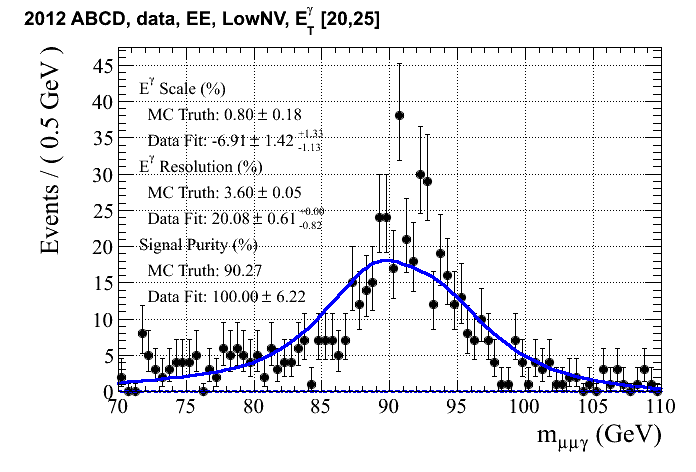 2012 ABCD, data, EE, LowNV, E_T^γ [20,25]
Events / ( 0.5 GeV )
45
40
35
30
25
20
15
10
5
0
E^γ Scale (%)
MC Truth: 0.80 ± 0.18
Data Fit: -6.91 ± 1.42 +1.33 -1.13
E^γ Resolution (%)
MC Truth: 3.60 ± 0.05
Data Fit: 20.08 ± 0.61 +0.00 -0.82
Signal Purity (%)
MC Truth: 90.27
Data Fit: 100.00 ± 6.22
70 75 80 85 90 95 100 105 110
m_μμγ (GeV)